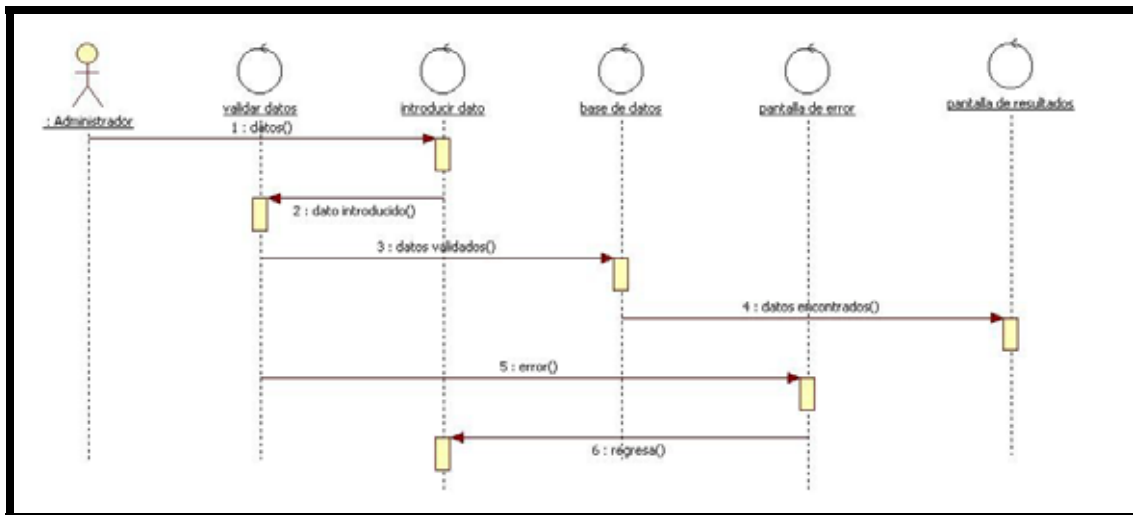 : Administrador
validar datos
introducir dato
base de datos
pantalla de error
pantalla de resultados
1 : datos()
2 : dato introducido()
3 : datos validados()
4 : datos encontrados()
5 : error()
6 : regresa()